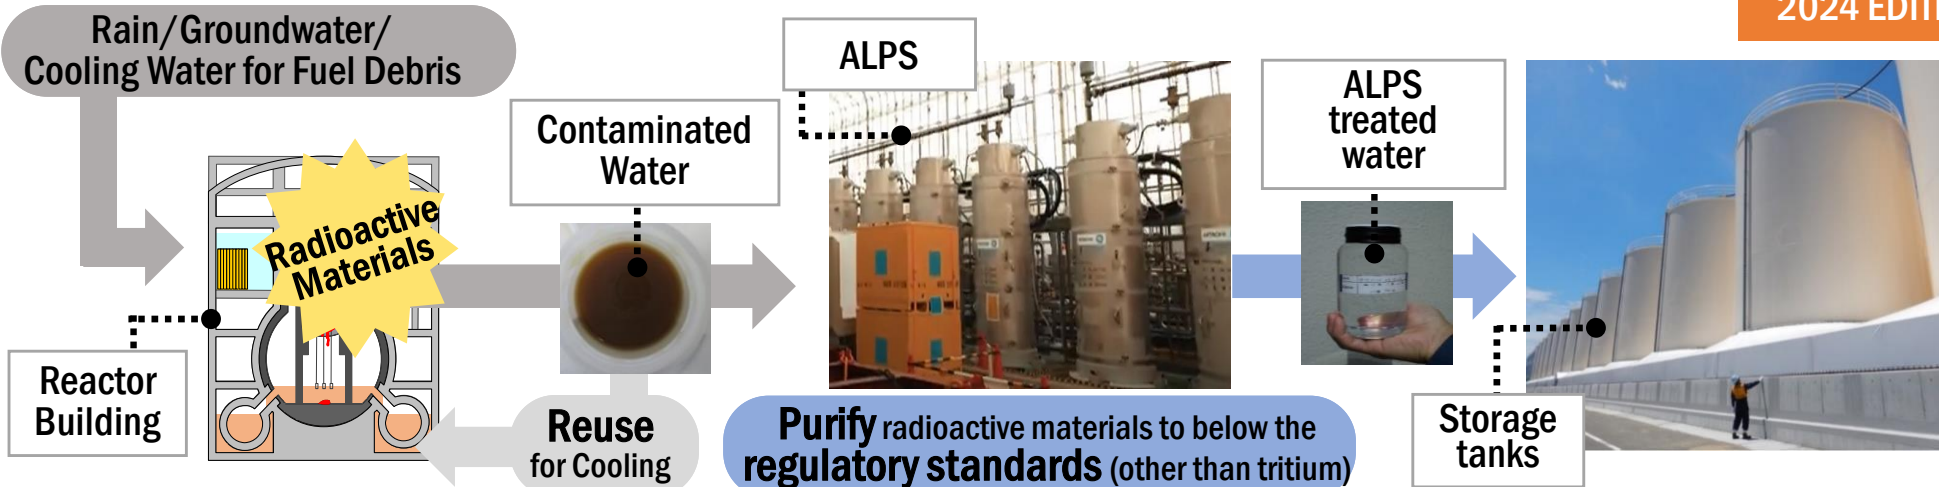 2024 EDITI
Rain/Groundwater/
Cooling Water for Fuel Debris
ALPS
ALPS
treated
water
Contaminated
Water
Radioactive
Materials
Reactor
Building
Reuse
for Cooling
Purify radioactive materials to below the
regulatory standards (other than tritium)
Storage
tanks